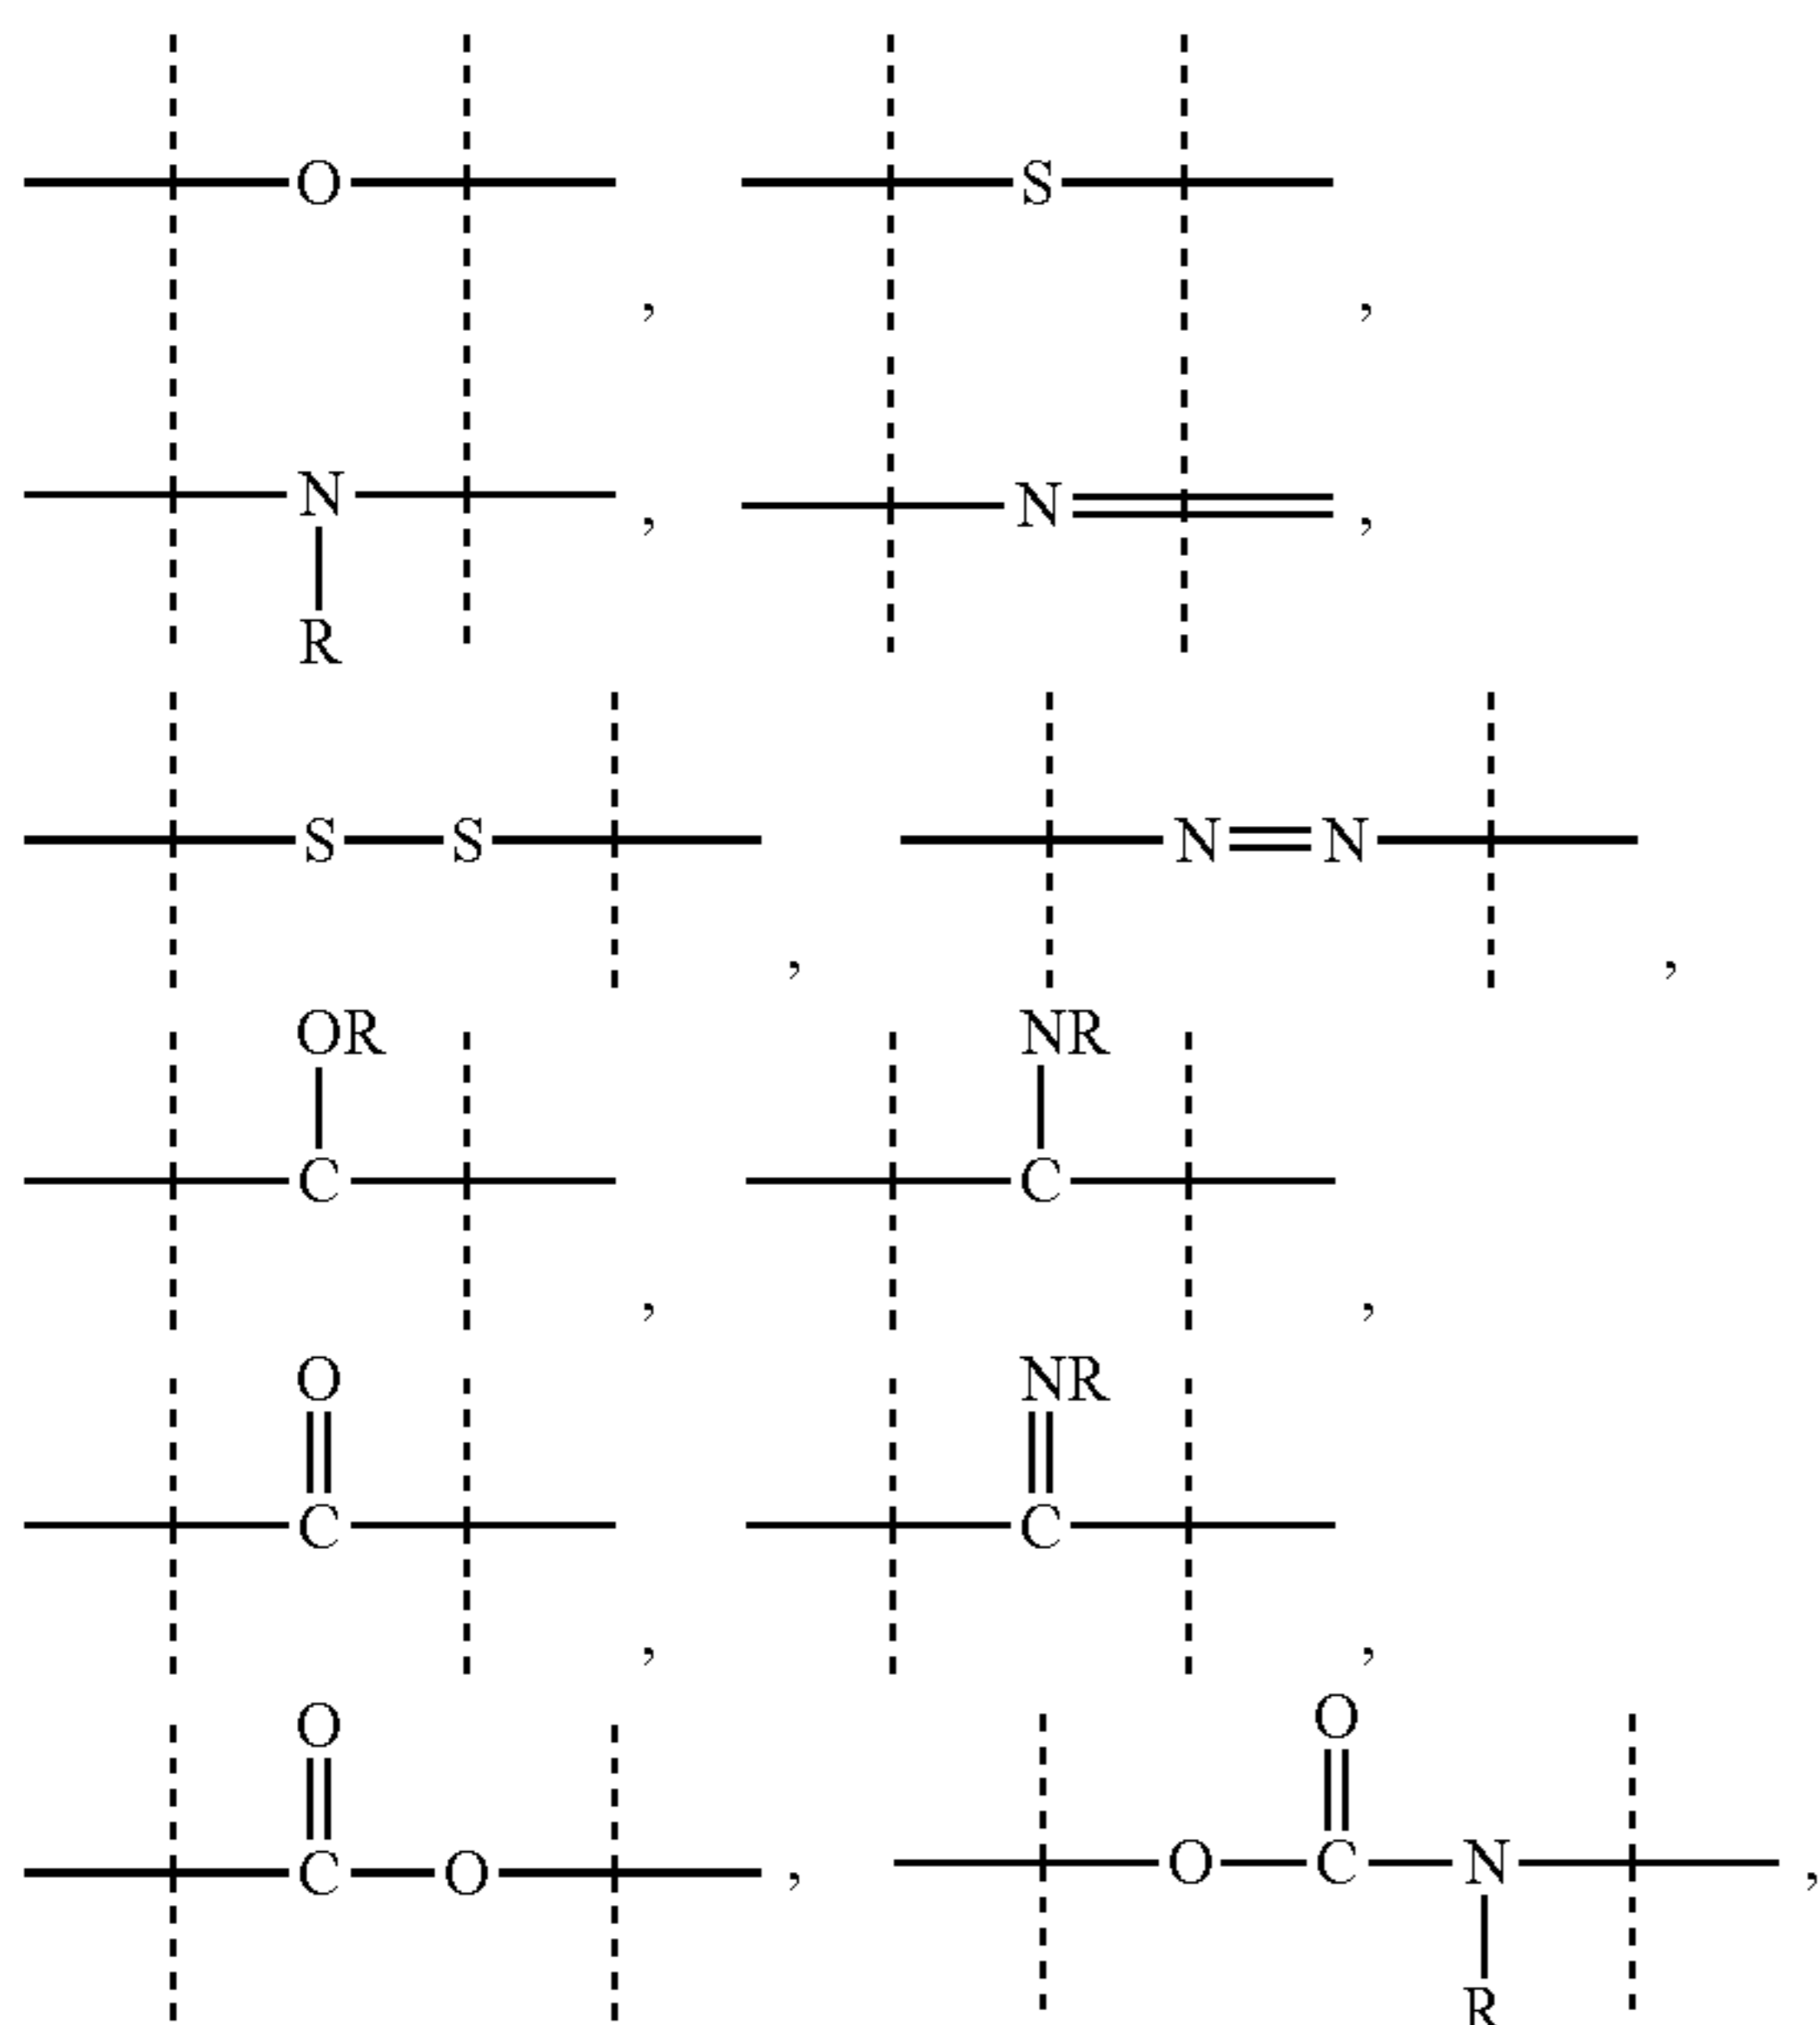 O , S ,
N , N ,
R
S S , N N ,
OR NR
C , C ,
O NR
C , C ,
O O
C O , O C N ,
R